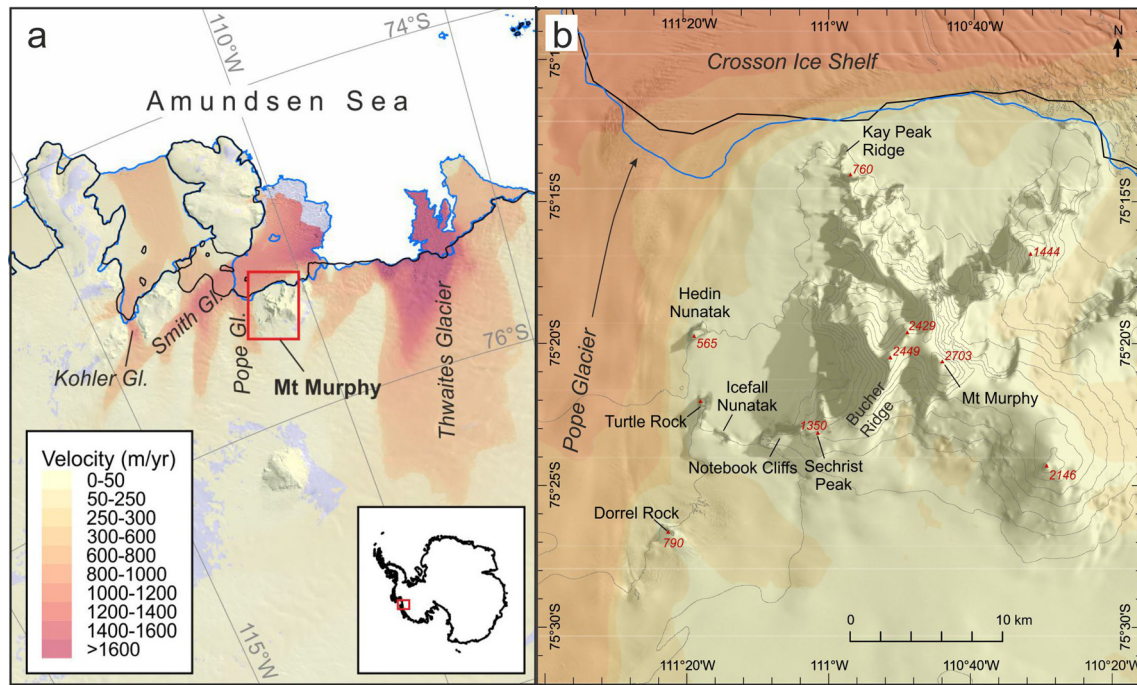 a
110°W
74°S
Amundsen Sea
Smith Gl.
Pope Gl.
Kohler Gl.
Thwaites Glacier
76°S
Mt Murphy
115°W
Velocity (m/yr)
0-50
50-250
250-300
300-600
600-800
800-1000
1000-1200
1200-1400
1400-1600
>1600
b
111°20'W
111°W
110°40'W
N
Crosson Ice Shelf
Kay Peak
Ridge
760
75°15'S
75°15'S
1444
Hedin
Nunatak
565
2429
2449
2703
75°20'S
75°20'S
Pope Glacier
Icefall
Nunatak
Turtle Rock
Bucher
Ridge
Mt Murphy
1350
Notebook Cliffs
Sechrist
Peak
2146
75°25'S
75°25'S
Dorrel Rock
790
75°30'S
75°30'S
0
10 km
111°20'W
111°W
110°40'W